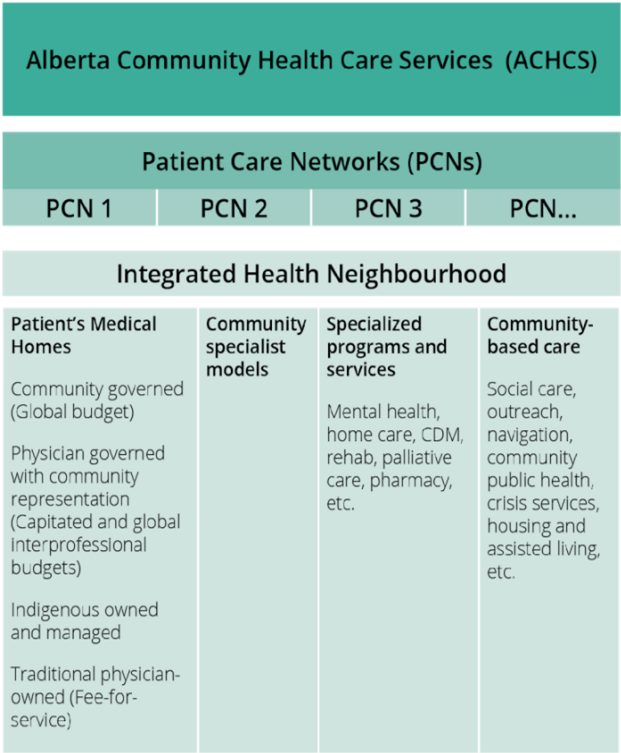 Alberta Community Health Care Services (ACHCS)
Patient Care Networks (PCNs)
PCN 1
PCN 2
PCN 3
PCN...
Integrated Health Neighbourhood
Patient's Medical
Homes
Community governed
(Global budget)
Physician governed
with community
representation
(Capitated and global
interprofessional
budgets)
Indigenous owned
and managed
Traditional physician-
owned (Fee-for-
service)
Community
specialist
models
Specialized
programs and
services
Mental health,
home care, CDM,
rehab, palliative
care, pharmacy,
etc.
Community-
based care
Social care,
outreach,
navigation,
community
public health,
crisis services,
housing and
assisted living,
etc.